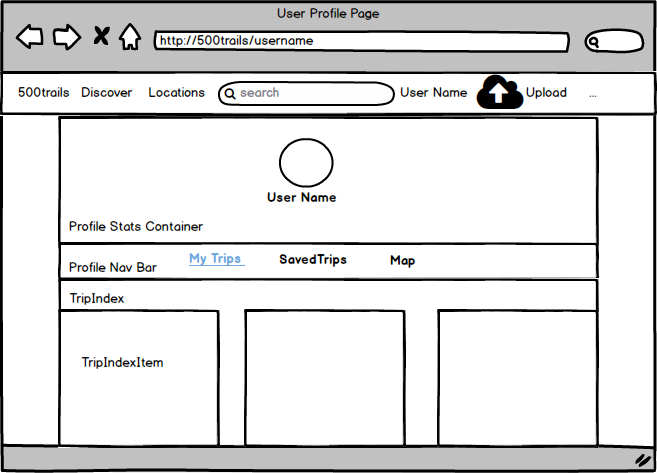 User Profile Page
http://500trails/username
500trails Discover Locations search User Name Upload ...
User Name
Profile Stats Container
Profile Nav Bar My Trips SavedTrips Map
TripIndex
TripIndexItem